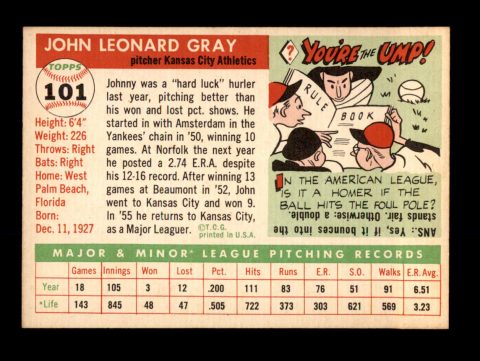 JOHN LEONARD GRAY
pitcher Kansas City Athletics
TOPPS
101
Height: 6'4"
Weight: 226
Throws: Right
Bats: Right
Home: West
Palm Beach,
Florida
Born:
Dec. 11, 1927
Johnny was a "hard luck" hurler
last year, pitching better than
his won and lost pct. shows. He
started in with Amsterdam in the
Yankees' chain in '50, winning 10
games. At Norfolk the next year
he posted a 2.74 E.R.A. despite
his 12-16 record. After winning 13
games at Beaumont in '52, John
went to Kansas City and won 9.
In '55 he returns to Kansas City,
as a Major Leaguer.
©T.C.G.
printed in U.S.A.
? YOU'RE THE UMP!
RULE BOOK
IN THE AMERICAN LEAGUE,
IS IT A HOMER IF THE
BALL HITS THE FOUL POLE?
ANS.: Yes, if it bounces into the
stands fair. Otherwise a double.
MAJOR & MINOR* LEAGUE PITCHING RECORDS
Games Innings Won Lost Pct. Hits Runs E.R. S.O. Walks E.R. Avg.
Year 18 105 3 12 .200 111 83 76 51 91 6.51
*Life 143 845 48 47 .505 722 373 303 621 569 3.23